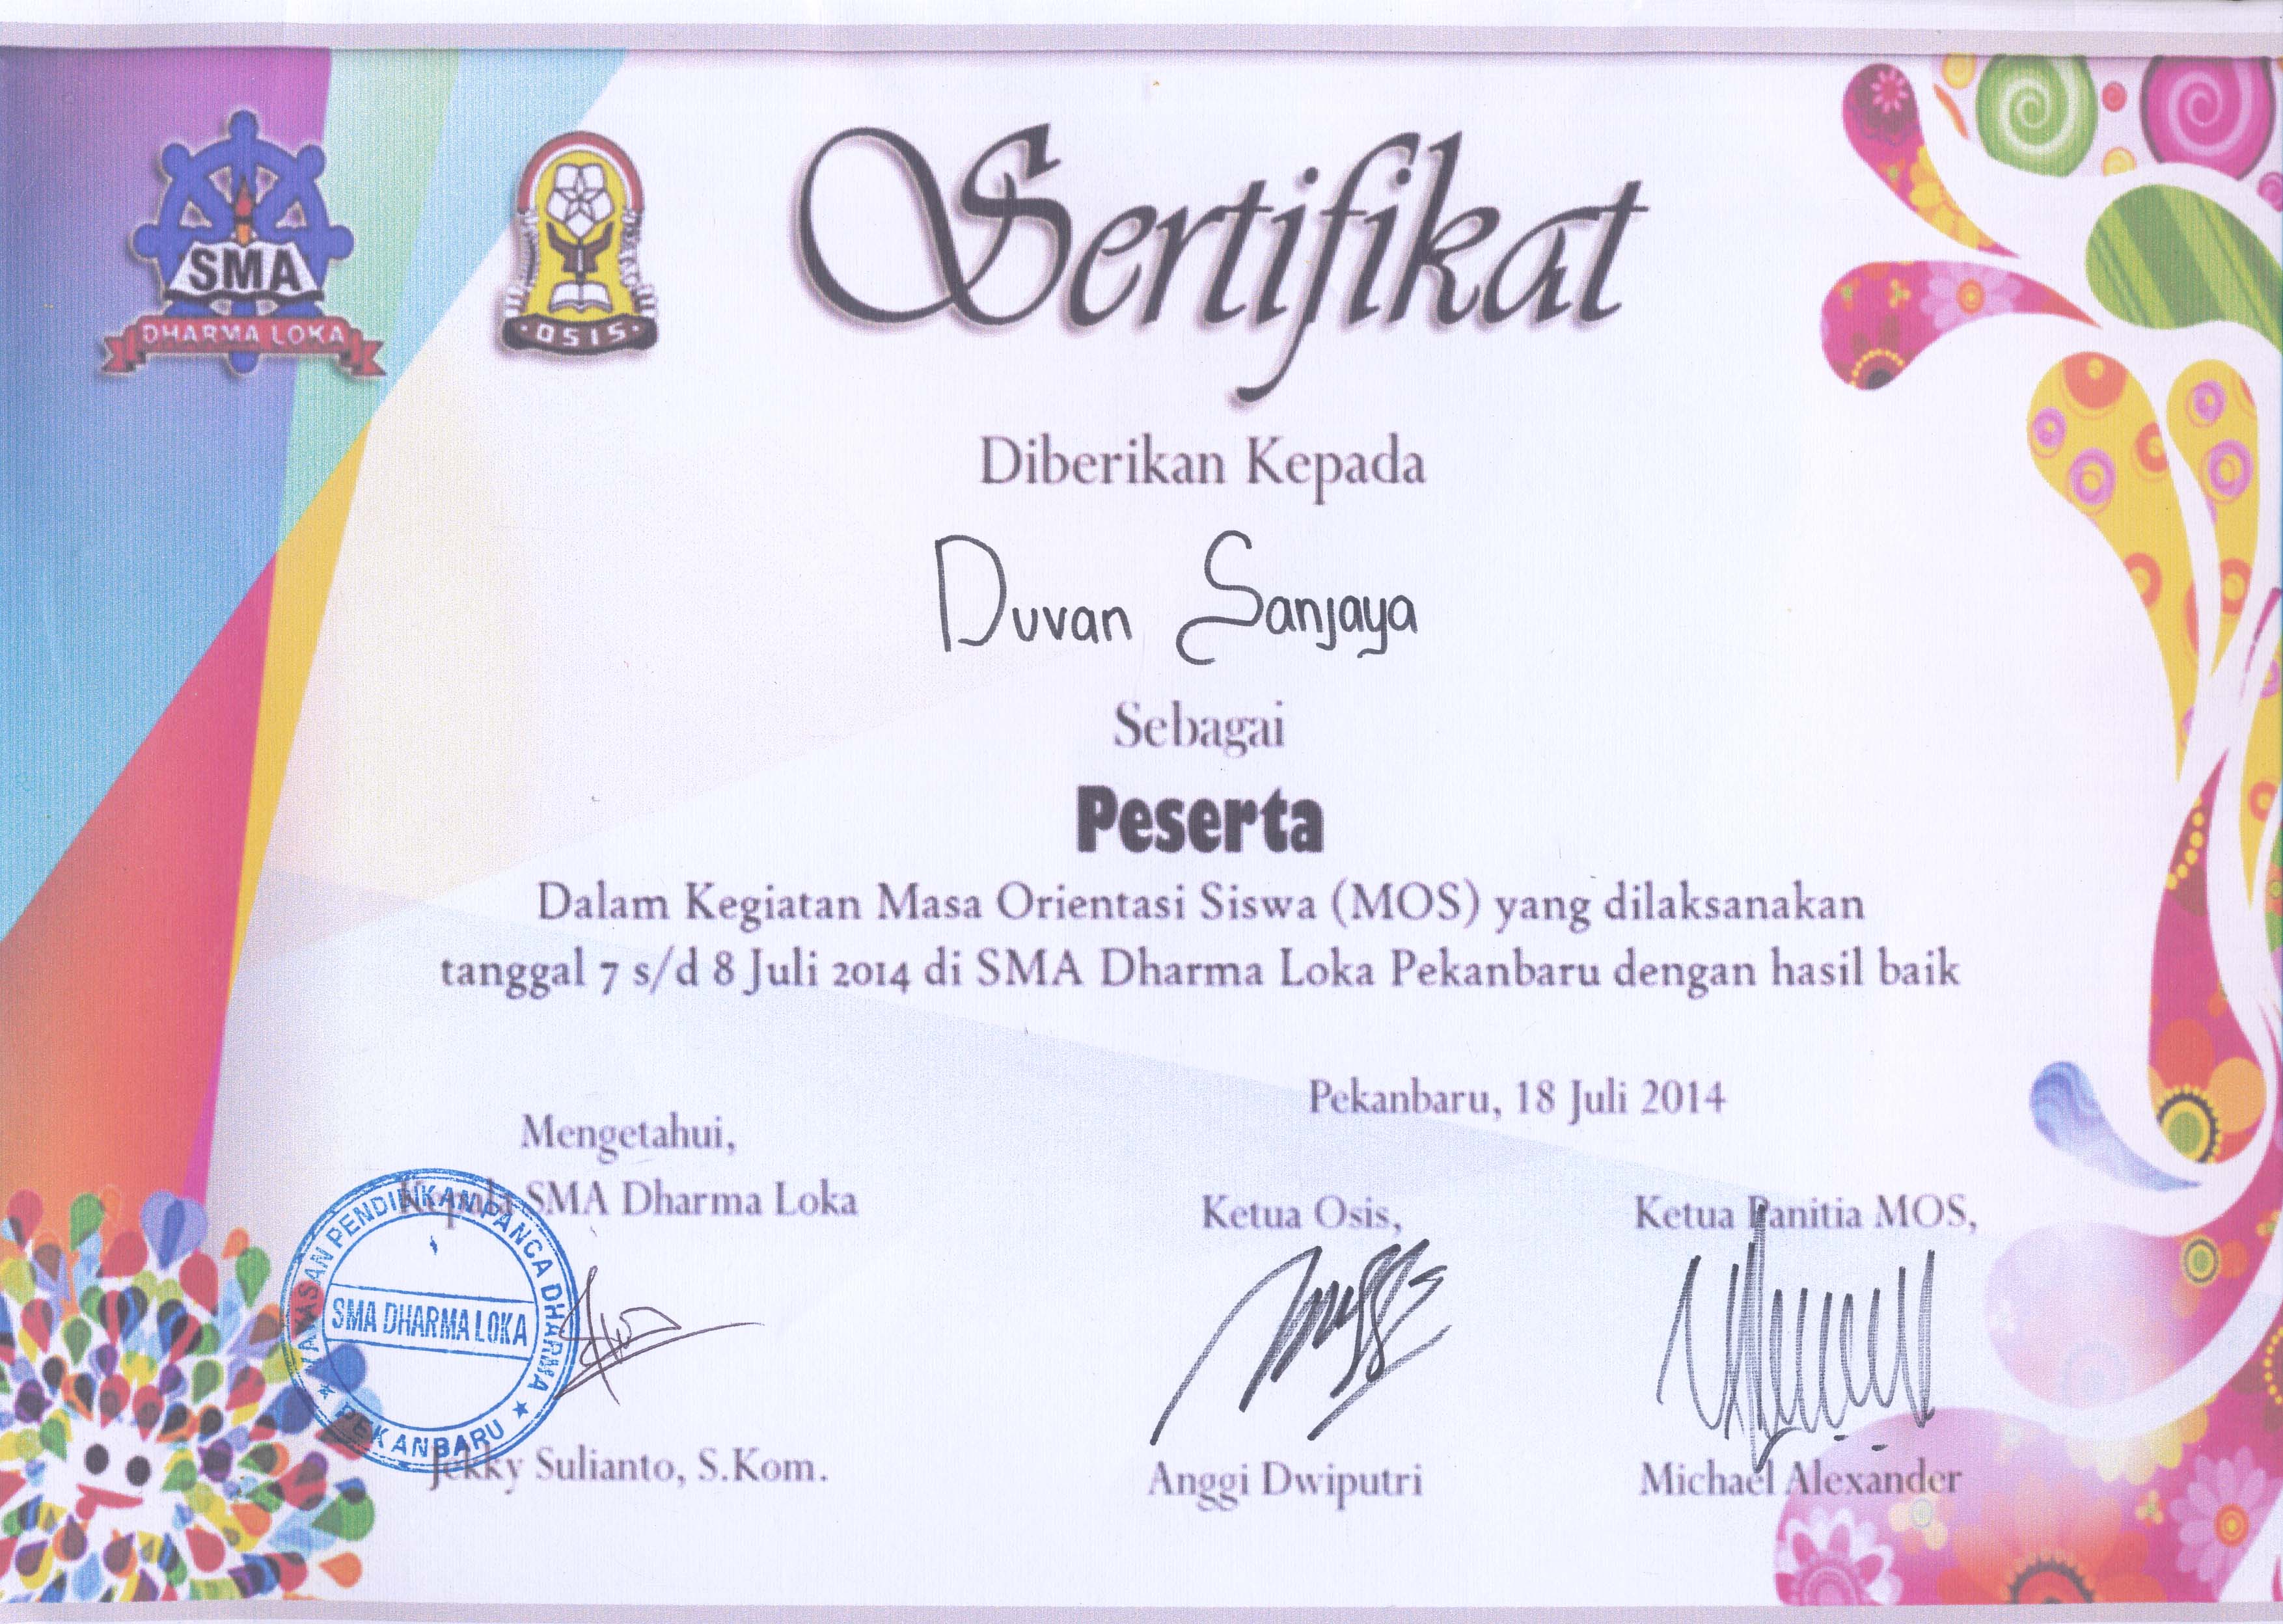 SMA
DHARMA LOKA
OSIS
Sertifikat
Diberikan Kepada
Duvan Sanjaya
Sebagai
Peserta
Dalam Kegiatan Masa Orientasi Siswa (MOS) yang dilaksanakan
tanggal 7 s/d 8 Juli 2014 di SMA Dharma Loka Pekanbaru dengan hasil baik
Pekanbaru, 18 Juli 2014
Mengetahui,
Kepala SMA Dharma Loka
Ketua Osis,
Ketua Panitia MOS,
YAYASAN PENDIDIKAN PANCA DHARMA
SMA DHARMA LOKA
PEKANBARU
Jekky Sulianto, S.Kom.
Anggi Dwiputri
Michael Alexander